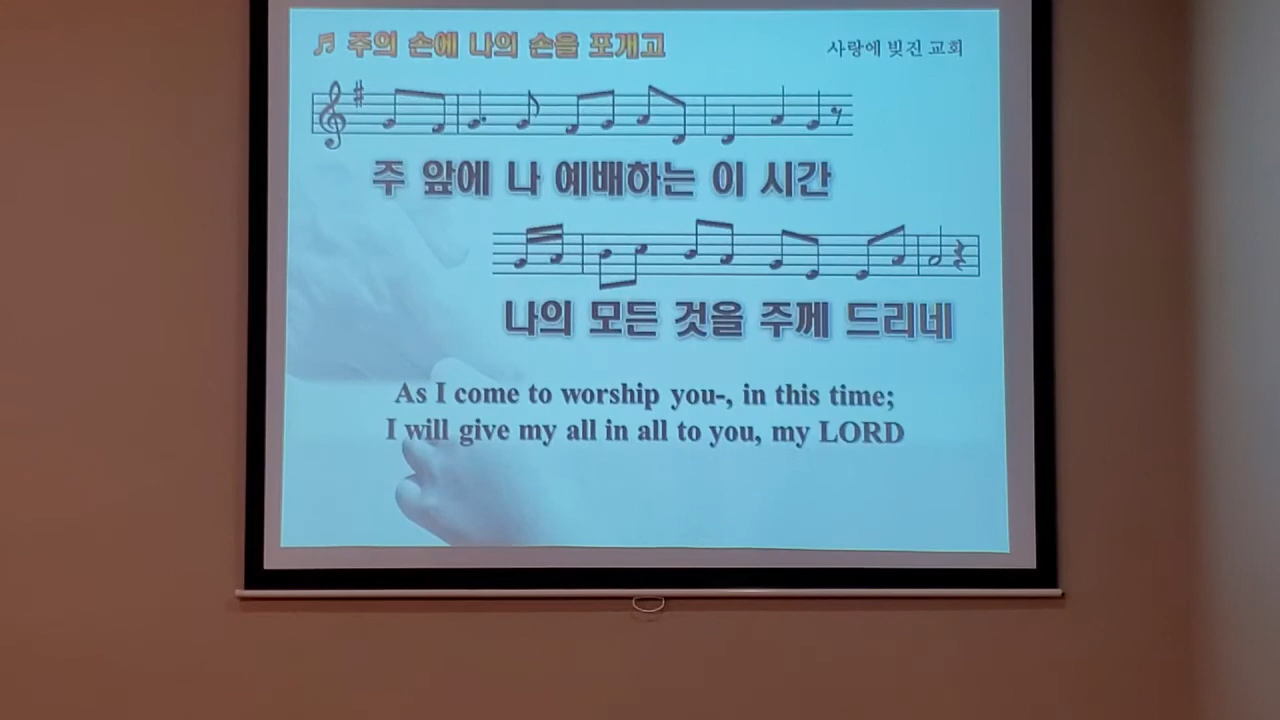 ♬ 주의 손에 나의 손을 포개고
사랑에 빚진 교회
주 앞에 나 예배하는 이 시간
나의 모든 것을 주께 드리네
As I come to worship you-, in this time;
I will give my all in all to you, my LORD